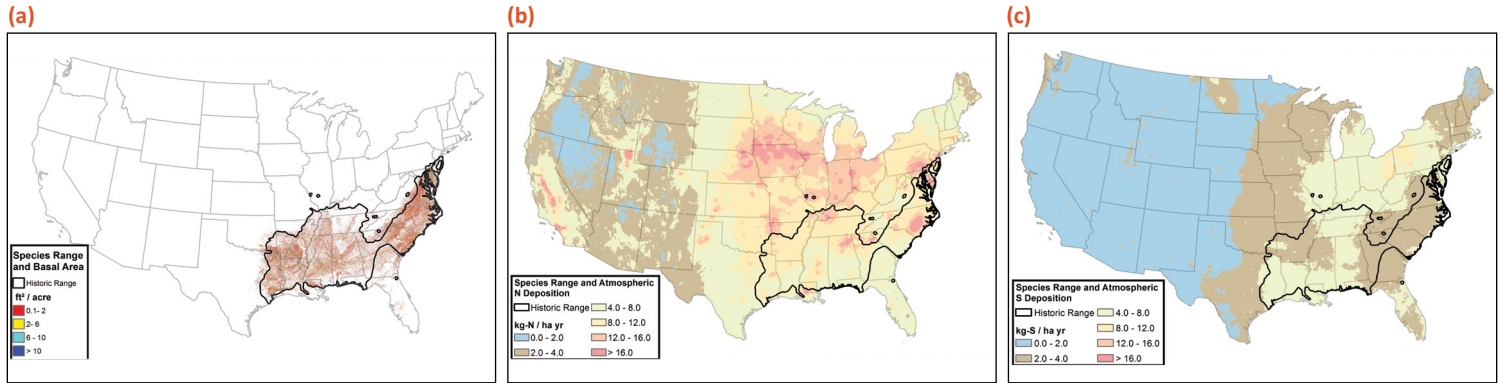 (a)
(b)
(c)
Species Range
and Basal Area
Historic Range
ft² / acre
0.1- 2
2- 6
6 - 10
> 10
Species Range and Atmospheric
N Deposition
Historic Range
kg-N / ha yr
0.0 - 2.0
2.0 - 4.0
4.0 - 8.0
8.0 - 12.0
12.0 - 16.0
> 16.0
Species Range and Atmospheric
S Deposition
Historic Range
kg-S / ha yr
0.0 - 2.0
2.0 - 4.0
4.0 - 8.0
8.0 - 12.0
12.0 - 16.0
> 16.0